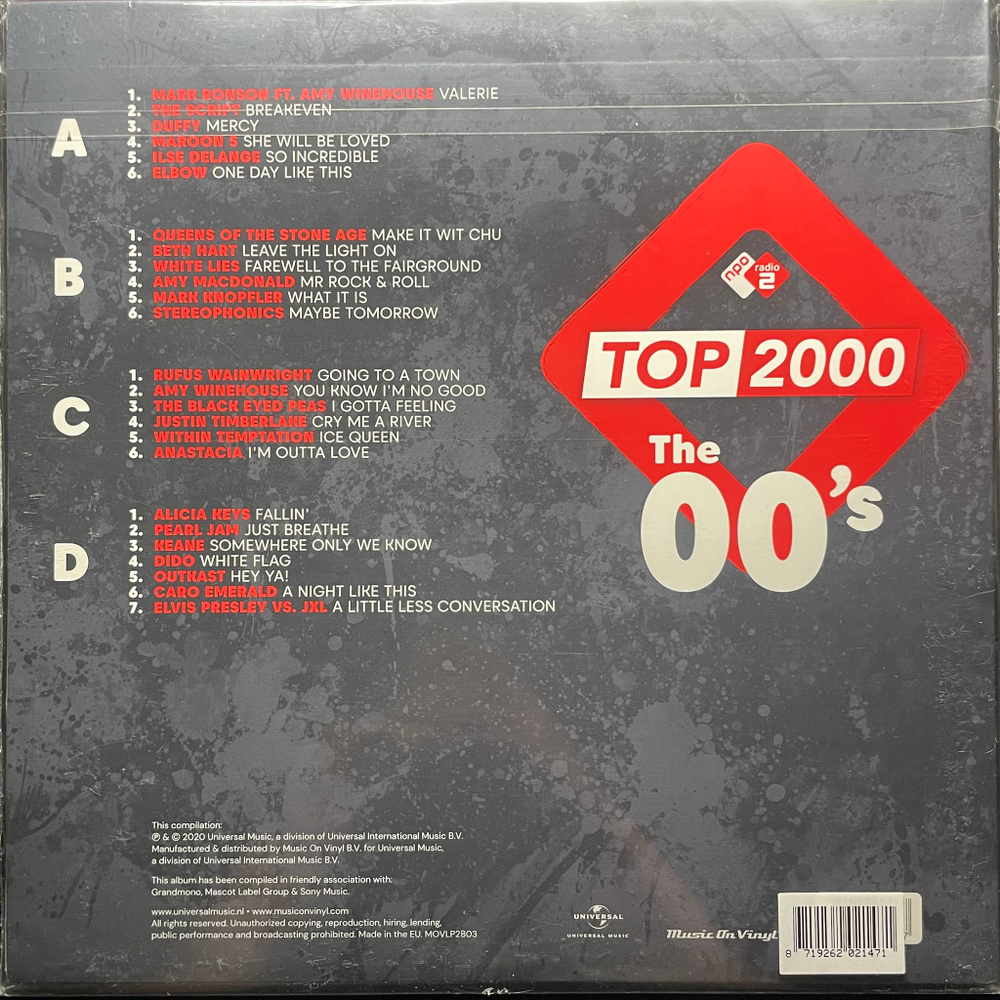 A
1. MARK RONSON FT. AMY WINEHOUSE VALERIE
2. THE SCRIPT BREAKEVEN
3. DUFFY MERCY
4. MAROON 5 SHE WILL BE LOVED
5. ILSE DELANGE SO INCREDIBLE
6. ELBOW ONE DAY LIKE THIS
B
1. QUEENS OF THE STONE AGE MAKE IT WIT CHU
2. BETH HART LEAVE THE LIGHT ON
3. WHITE LIES FAREWELL TO THE FAIRGROUND
4. AMY MACDONALD MR ROCK & ROLL
5. MARK KNOPFLER WHAT IT IS
6. STEREOPHONICS MAYBE TOMORROW
C
1. RUFUS WAINWRIGHT GOING TO A TOWN
2. AMY WINEHOUSE YOU KNOW I'M NO GOOD
3. THE BLACK EYED PEAS I GOTTA FEELING
4. JUSTIN TIMBERLAKE CRY ME A RIVER
5. WITHIN TEMPTATION ICE QUEEN
6. ANASTACIA I'M OUTTA LOVE
D
1. ALICIA KEYS FALLIN'
2. PEARL JAM JUST BREATHE
3. KEANE SOMEWHERE ONLY WE KNOW
4. DIDO WHITE FLAG
5. OUTKAST HEY YA!
6. CARO EMERALD A NIGHT LIKE THIS
7. ELVIS PRESLEY VS. JXL A LITTLE LESS CONVERSATION
npo radio 2
TOP 2000
The
00's
This compilation:
℗ & © 2020 Universal Music, a division of Universal International Music B.V.
Manufactured & distributed by Music On Vinyl B.V. for Universal Music,
a division of Universal International Music B.V.
This album has been compiled in friendly association with:
Grandmono, Mascot Label Group & Sony Music.
www.universalmusic.nl • www.musiconvinyl.com
All rights reserved. Unauthorized copying, reproduction, hiring, lending,
public performance and broadcasting prohibited. Made in the EU. MOVLP2803
UNIVERSAL
UNIVERSAL MUSIC
Music On Vinyl
8 719262 021471